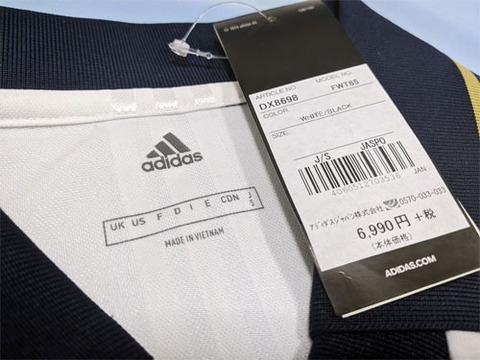 adidas
UK US F D I E CDN J/S
MADE IN VIETNAM
ARTICLE NO. MODEL NO.
DX8698 FWT65
COLOR:
WHITE/BLACK
SIZE:
J/S JASPO
4060512703536 JAN
アディダスジャパン株式会社 0570-033-033
6,990円 +税
(本体価格)
ADIDAS.COM